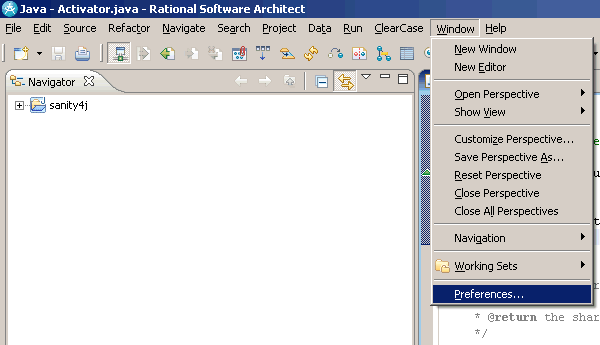 Java - Activator.java - Rational Software Architect
File Edit Source Refactor Navigate Search Project Data Run ClearCase Window Help
Navigator
sanity4j
New Window
New Editor
Open Perspective
Show View
Customize Perspective...
Save Perspective As...
Reset Perspective
Close Perspective
Close All Perspectives
Navigation
Working Sets
Preferences...
* @return the shar
*/